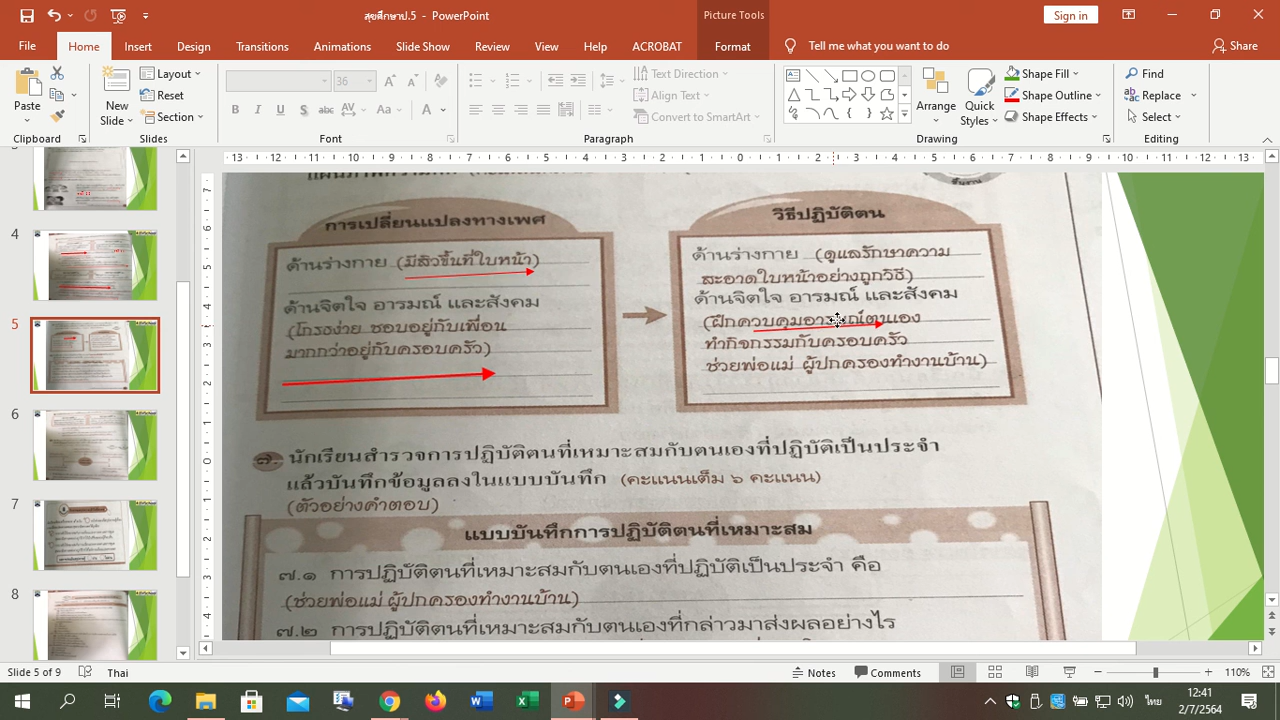 สุขศึกษาป.5 - PowerPoint
Picture Tools
Sign in
File
Home
Insert
Design
Transitions
Animations
Slide Show
Review
View
Help
ACROBAT
Format
Tell me what you want to do
Share
Paste
Layout
Reset
New
Slide
Section
36
Text Direction
Align Text
Convert to SmartArt
Arrange
Quick
Styles
Shape Fill
Shape Outline
Shape Effects
Find
Replace
Select
Clipboard
Slides
Font
Paragraph
Drawing
Editing
การเปลี่ยนแปลงทางเพศ
ด้านร่างกาย (มีสิวขึ้นที่ใบหน้า)
ด้านจิตใจ อารมณ์ และสังคม
(โกรธง่าย ชอบอยู่กับเพื่อน
มากกว่าอยู่กับครอบครัว)
วิธีปฏิบัติตน
ด้านร่างกาย (ดูแลรักษาความ
สะอาดใบหน้าอย่างถูกวิธี)
ด้านจิตใจ อารมณ์ และสังคม
(ฝึกควบคุมอารมณ์ตนเอง
ทำกิจกรรมกับครอบครัว
ช่วยพ่อแม่ ผู้ปกครองทำงานบ้าน)
๗. นักเรียนสำรวจการปฏิบัติตนที่เหมาะสมกับตนเองที่ปฏิบัติเป็นประจำ
แล้วบันทึกข้อมูลลงในแบบบันทึก (คะแนนเต็ม ๖ คะแนน)
(ตัวอย่างคำตอบ)
แบบบันทึกการปฏิบัติตนที่เหมาะสม
๗.๑ การปฏิบัติตนที่เหมาะสมกับตนเองที่ปฏิบัติเป็นประจำ คือ
(ช่วยพ่อแม่ ผู้ปกครองทำงานบ้าน)
๗.๒ การปฏิบัติตนที่เหมาะสมกับตนเองที่กล่าวมาส่งผลอย่างไร
4
5
6
7
8
Slide 5 of 9
Thai
Notes
Comments
110%
ไทย
12:41
2/7/2564